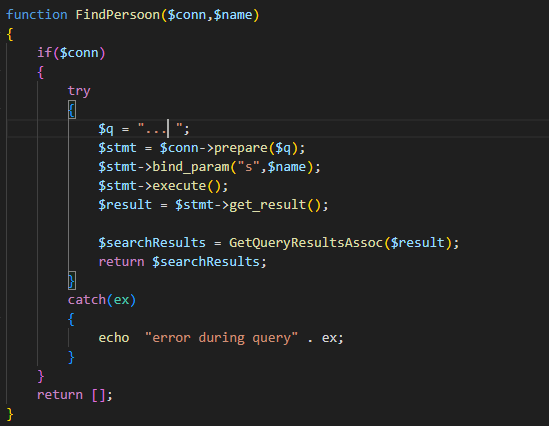 function FindPersoon($conn,$name)
{
    if($conn)
    {
        try
        {
            $q = "... ";
            $stmt = $conn->prepare($q);
            $stmt->bind_param("s",$name);
            $stmt->execute();
            $result = $stmt->get_result();

            $searchResults = GetQueryResultsAssoc($result);
            return $searchResults;
        }
        catch(ex)
        {
            echo  "error during query" . ex;
        }
    }
    return [];
}